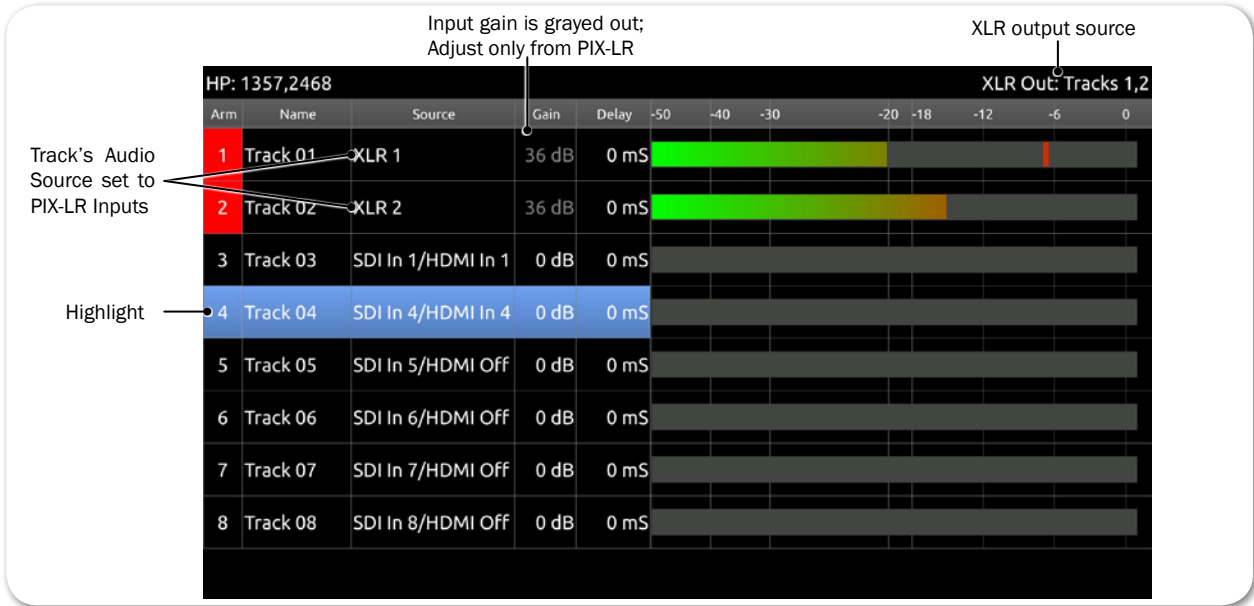 Input gain is grayed out;
Adjust only from PIX-LR
XLR output source
HP: 1357,2468
XLR Out: Tracks 1,2
Arm Name Source Gain Delay -50 -40 -30 -20 -18 -12 -6 0
Track's Audio
Source set to
PIX-LR Inputs
1 Track 01 XLR 1 36 dB 0 mS
2 Track 02 XLR 2 36 dB 0 mS
3 Track 03 SDI In 1/HDMI In 1 0 dB 0 mS
Highlight
4 Track 04 SDI In 4/HDMI In 4 0 dB 0 mS
5 Track 05 SDI In 5/HDMI Off 0 dB 0 mS
6 Track 06 SDI In 6/HDMI Off 0 dB 0 mS
7 Track 07 SDI In 7/HDMI Off 0 dB 0 mS
8 Track 08 SDI In 8/HDMI Off 0 dB 0 mS